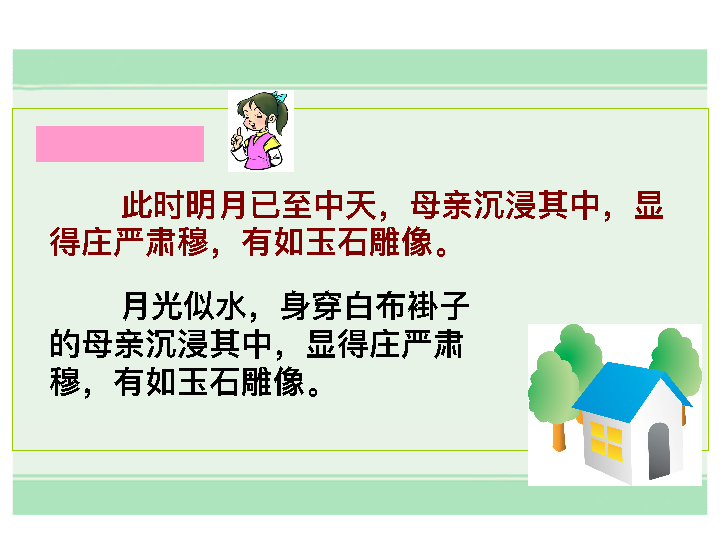 此时明月已至中天，母亲沉浸其中，显
得庄严肃穆，有如玉石雕像。
月光似水，身穿白布褂子
的母亲沉浸其中，显得庄严肃
穆，有如玉石雕像。